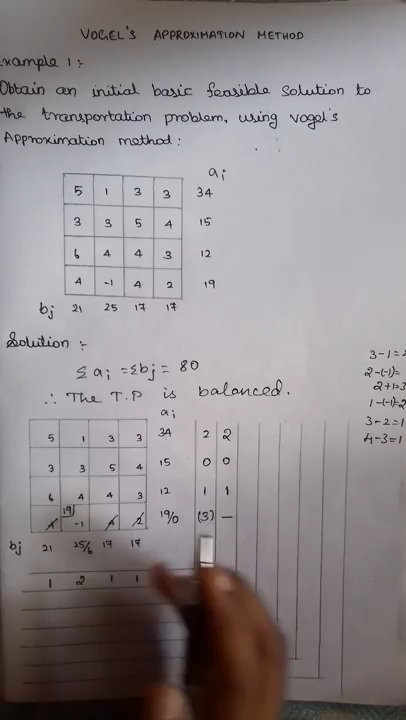 VOGEL'S APPROXIMATION METHOD
xample 1:-
Obtain an initial basic feasible solution to
the transportation problem, using vogel's
Approximation method:
ai
5 1 3 3 34
3 3 5 4 15
6 4 4 3 12
4 -1 4 2 19
bj 21 25 17 17
Solution :-
Σ ai = Σ bj = 80
∴ The T.P is balanced.
ai
5 1 3 3 34 2 2
3 3 5 4 15 0 0
6 4 4 3 12 1 1
4 19 -1 4 2 19/0 (3) —
bj 21 25/6 17 17
1 2 1 1
3-1=2
2-(-1)=
2+1=3
1-(-1)=2
3-2=1
4-3=1